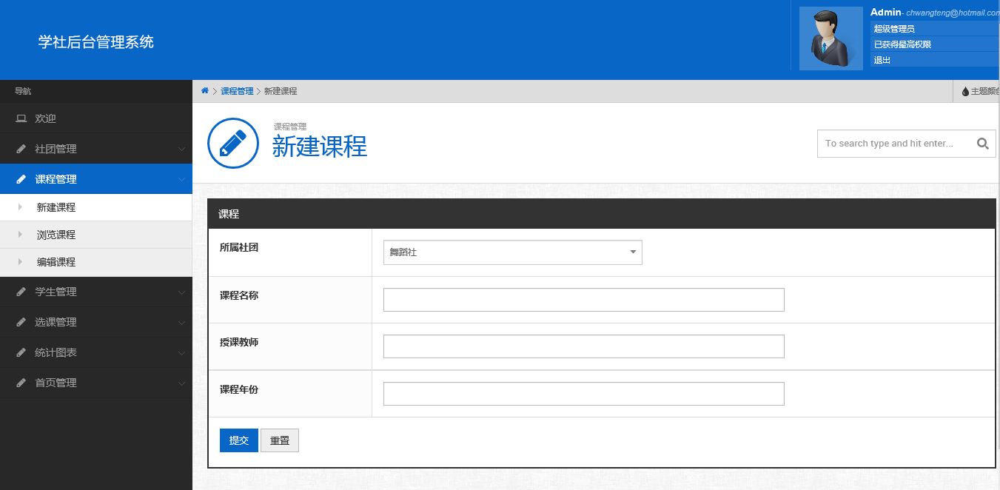 学社后台管理系统
Admin- chwangteng@hotmail.com
超级管理员
已获得最高权限
退出
导航
欢迎
社团管理
课程管理
新建课程
浏览课程
编辑课程
学生管理
选课管理
统计图表
首页管理
课程管理 新建课程
主题颜色
课程管理
新建课程
To search type and hit enter...
课程
所属社团
舞蹈社
课程名称
授课教师
课程年份
提交 重置